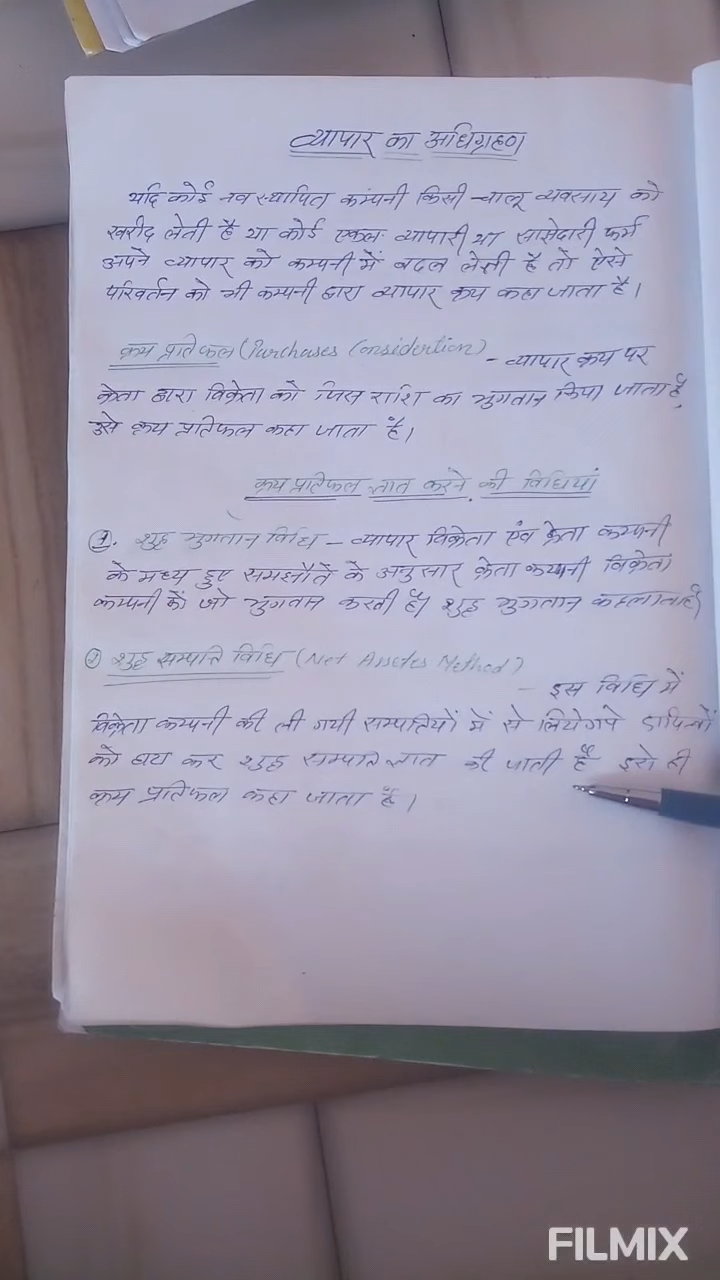 व्यापार का अधिग्रहण
यदि कोई नव स्थापित कम्पनी किसी चालू व्यवसाय को
खरीद लेती है या कोई एकल व्यापारी या साझेदारी फर्म
अपने व्यापार को कम्पनी में बदल लेती है तो ऐसे
परिवर्तन को भी कम्पनी द्वारा व्यापार क्रय कहा जाता है।
क्रय प्रतिफल (Purchases Considertion) - व्यापार क्रय पर
क्रेता द्वारा विक्रेता को जिस राशि का भुगतान किया जाता है,
उसे क्रय प्रतिफल कहा जाता है।
क्रय प्रतिफल ज्ञात करने की विधियां
1. शुद्ध भुगतान विधि - व्यापार विक्रेता एंव क्रेता कम्पनी
के मध्य हुए समझौते के अनुसार क्रेता कम्पनी विक्रेता
कम्पनी को जो भुगतान करती है। शुद्ध भुगतान कहलाता है।
2 शुद्ध सम्पत्ति विधि (Net Assetes Method)
- इस विधि में
विक्रेता कम्पनी की ली गयी सम्पतियों में से लियेगये दायित्वों
को घटा कर शुद्ध सम्पत्ति ज्ञात की जाती है इसे ही
क्रय प्रतिफल कहा जाता है।
FILMIX